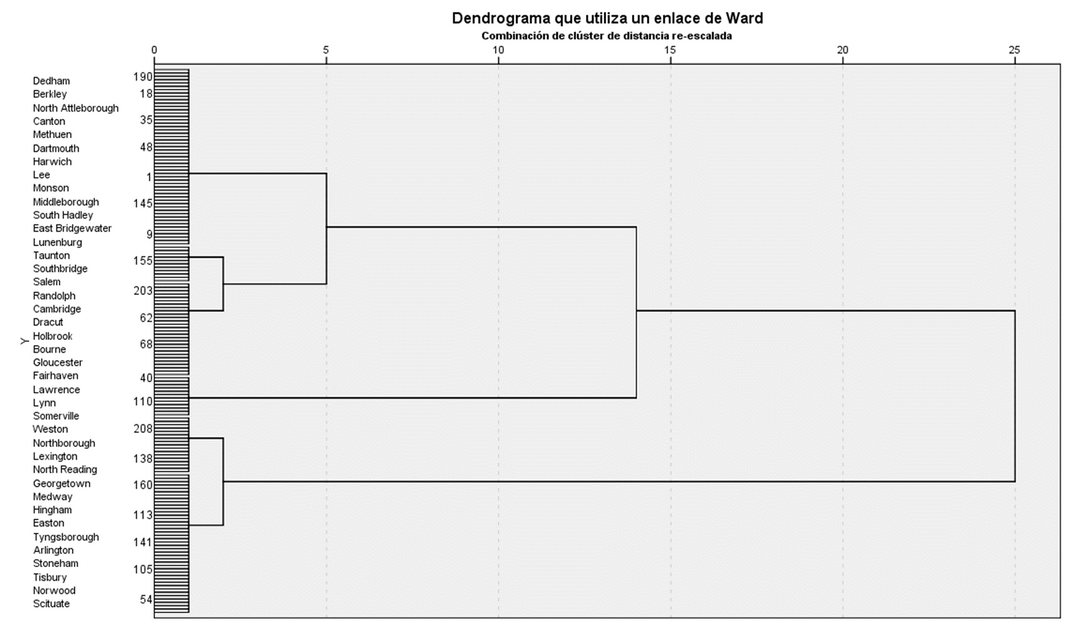 Dendrograma que utiliza un enlace de Ward
Combinación de clúster de distancia re-escalada
0 5 10 15 20 25
Dedham 190
Berkley 18
North Attleborough
Canton 35
Methuen
Dartmouth 48
Harwich
Lee 1
Monson
Middleborough 145
South Hadley
East Bridgewater 9
Lunenburg
Taunton 155
Southbridge
Salem 203
Randolph
Cambridge 62
Dracut
Y
Holbrook 68
Bourne
Gloucester
Fairhaven 40
Lawrence
Lynn 110
Somerville
Weston 208
Northborough
Lexington 138
North Reading
Georgetown 160
Medway
Hingham 113
Easton
Tyngsborough 141
Arlington
Stoneham 105
Tisbury
Norwood
Scituate 54